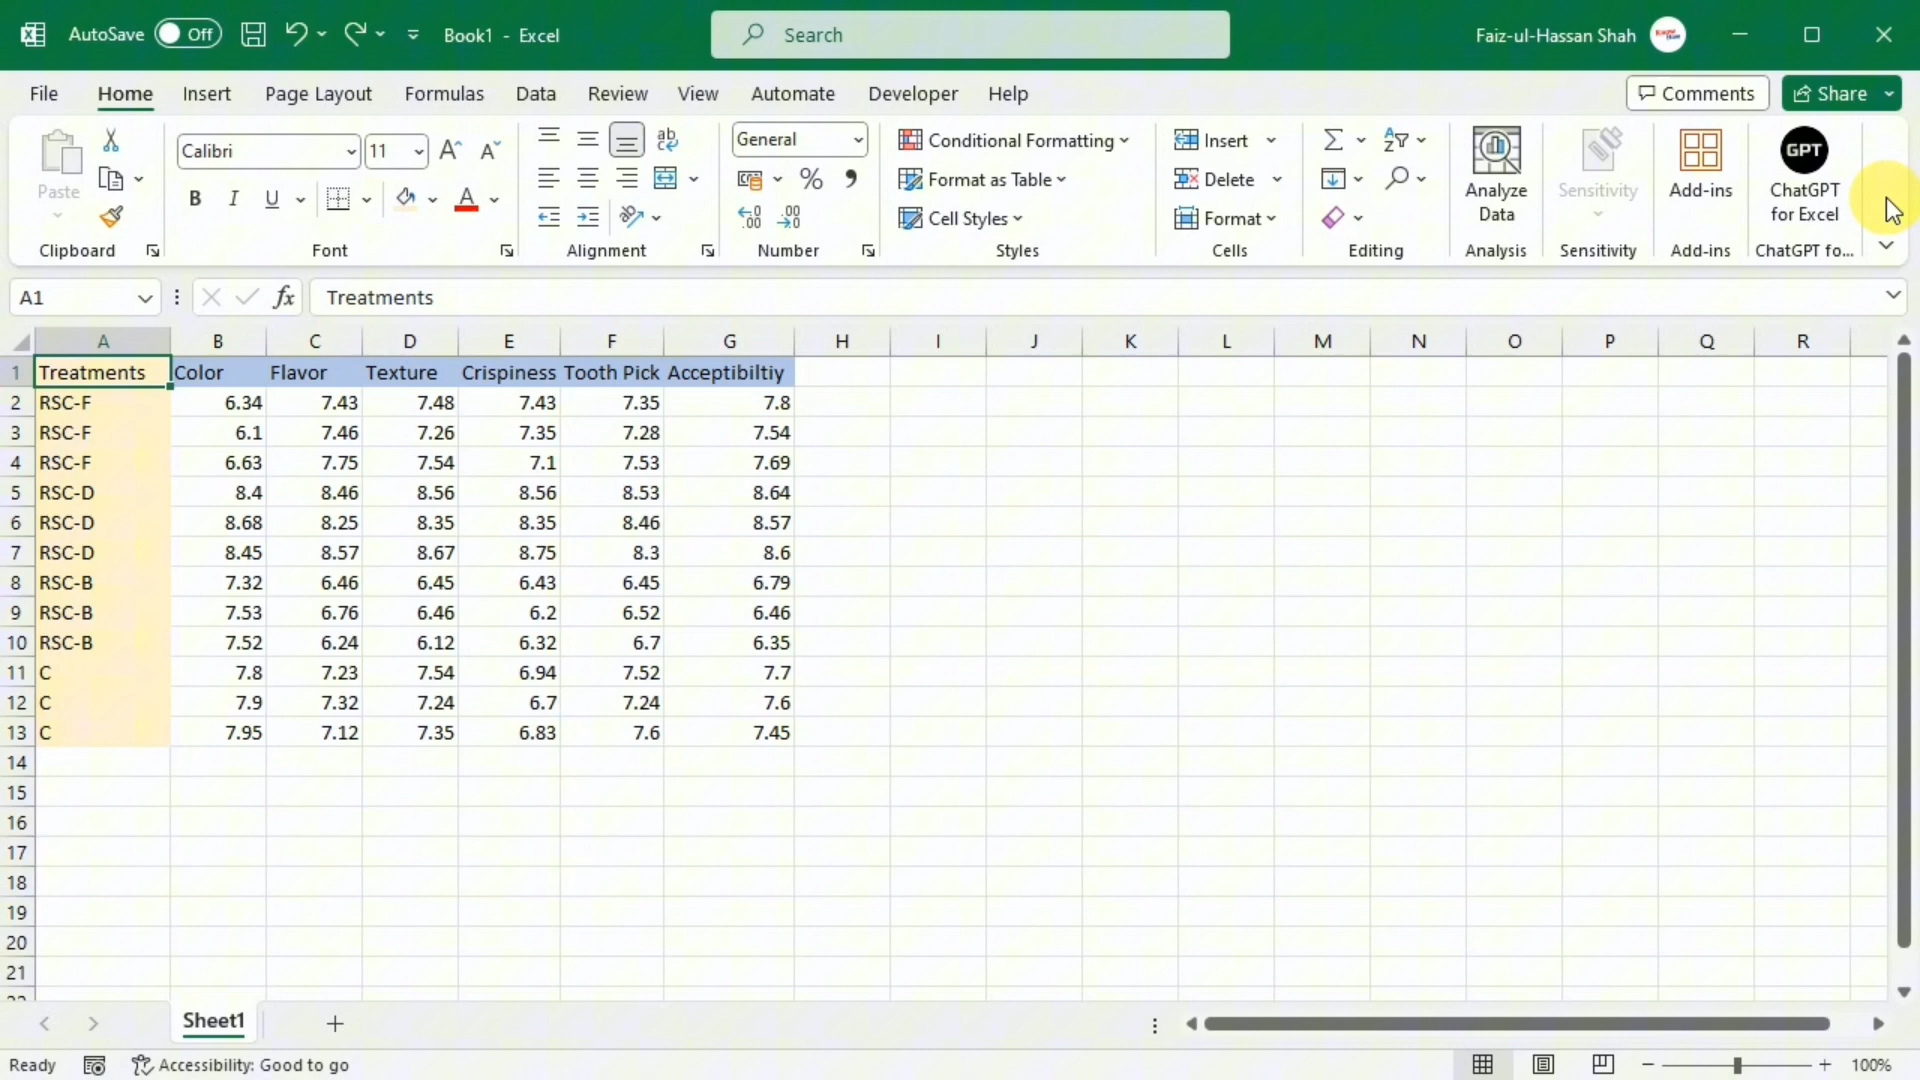 AutoSave Off Book1 - Excel Search Faiz-ul-Hassan Shah
File Home Insert Page Layout Formulas Data Review View Automate Developer Help Comments Share
Paste Calibri 11 General Conditional Formatting Format as Table Cell Styles Insert Delete Format Analyze Data Sensitivity Add-ins GPT ChatGPT for Excel
Clipboard Font Alignment Number Styles Cells Editing Analysis Sensitivity Add-ins ChatGPT fo...
A1 fx Treatments
A B C D E F G H I J K L M N O P Q R
1 Treatments Color Flavor Texture Crispiness Tooth Pick Acceptibiltiy
2 RSC-F 6.34 7.43 7.48 7.43 7.35 7.8
3 RSC-F 6.1 7.46 7.26 7.35 7.28 7.54
4 RSC-F 6.63 7.75 7.54 7.1 7.53 7.69
5 RSC-D 8.4 8.46 8.56 8.56 8.53 8.64
6 RSC-D 8.68 8.25 8.35 8.35 8.46 8.57
7 RSC-D 8.45 8.57 8.67 8.75 8.3 8.6
8 RSC-B 7.32 6.46 6.45 6.43 6.45 6.79
9 RSC-B 7.53 6.76 6.46 6.2 6.52 6.46
10 RSC-B 7.52 6.24 6.12 6.32 6.7 6.35
11 C 7.8 7.23 7.54 6.94 7.52 7.7
12 C 7.9 7.32 7.24 6.7 7.24 7.6
13 C 7.95 7.12 7.35 6.83 7.6 7.45
14
15
16
17
18
19
20
21
Sheet1
Ready Accessibility: Good to go 100%